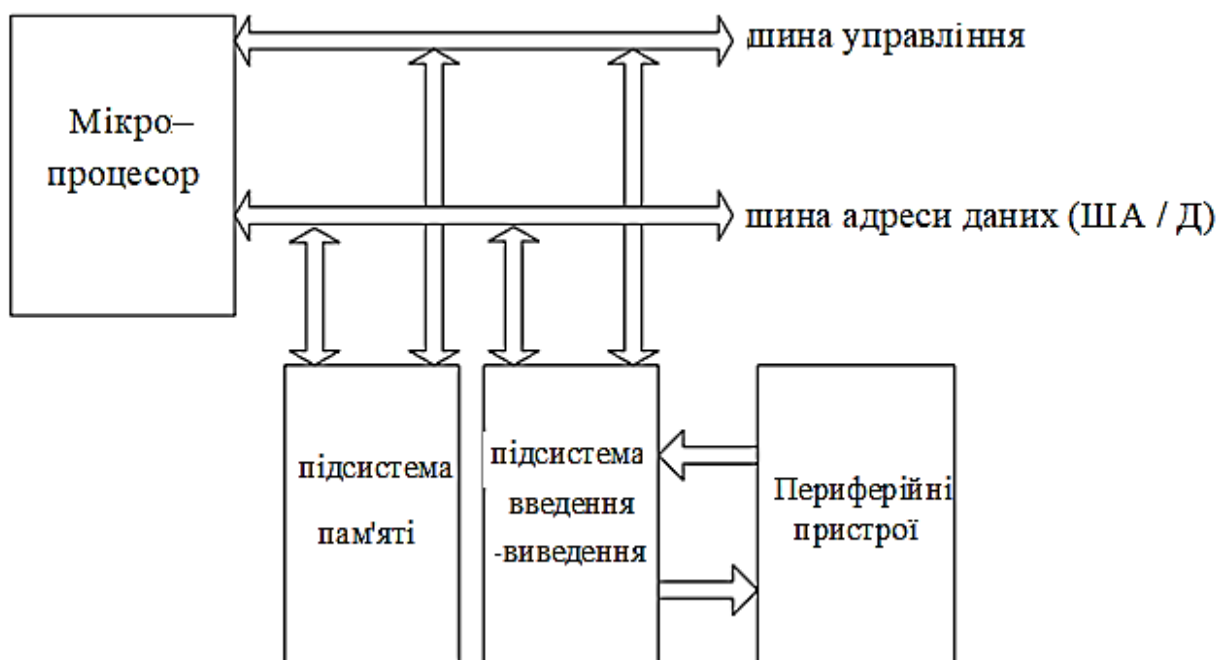 шина управління
Мікро–
процесор
шина адреси даних (ША / Д)
підсистема
пам'яті
підсистема
введення
-виведення
Периферійні
пристрої